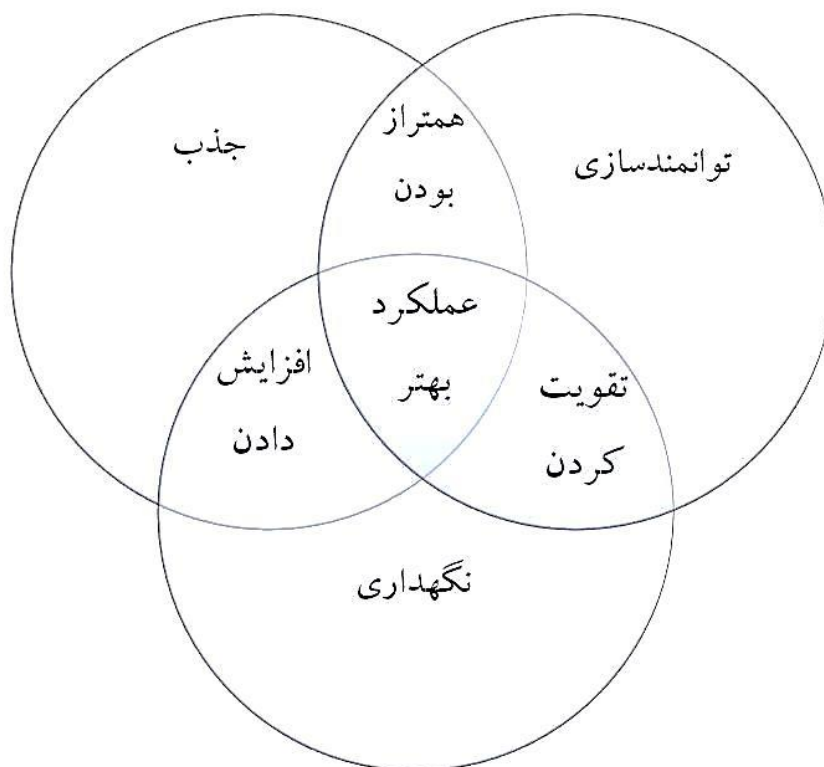 همتراز
بودن
توانمندسازی
جذب
عملکرد
بهتر
تقویت
کردن
افزایش
دادن
نگهداری